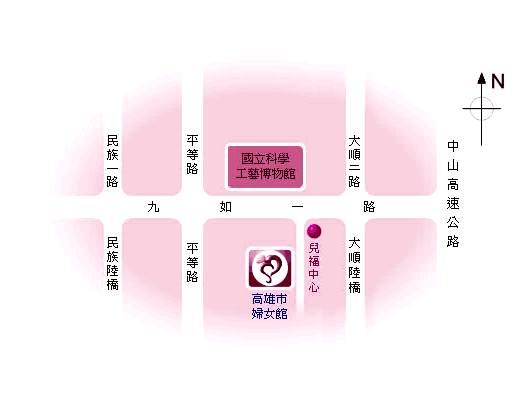 N
民族一路
平等路
大順二路
中山高速公路
國立科學
工藝博物館
九如一路
民族陸橋
平等路
兒福中心
大順陸橋
高雄市
婦女館